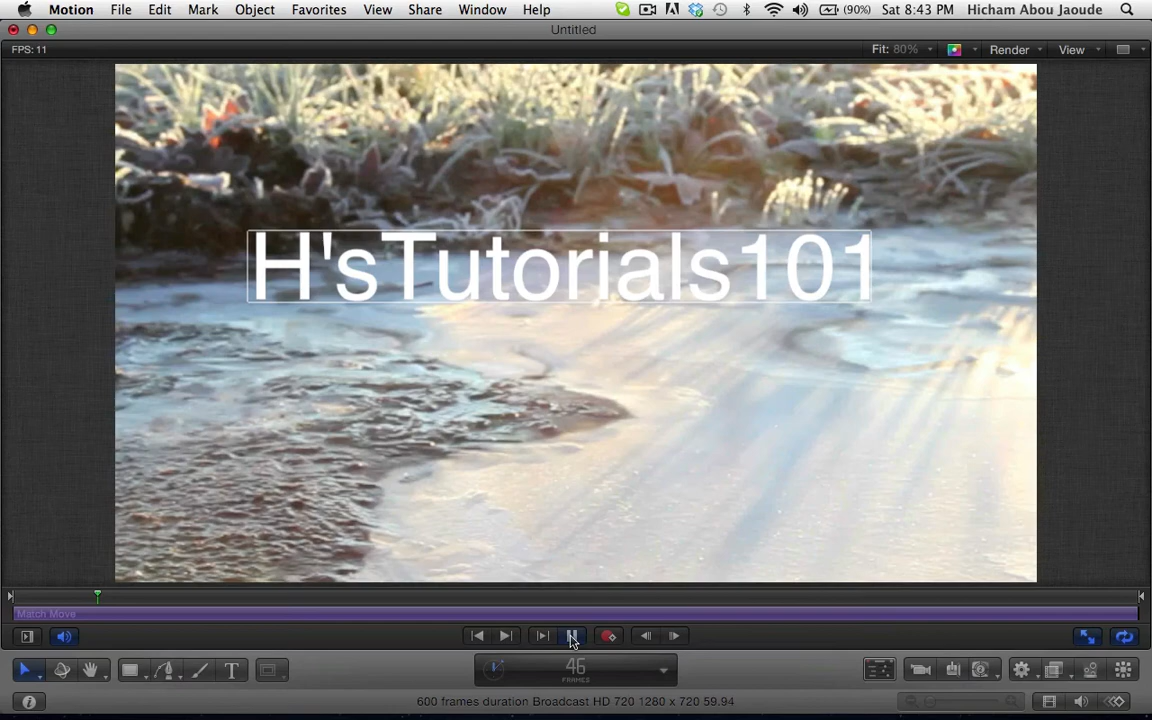 Motion File Edit Mark Object Favorites View Share Window Help (90%) Sat 8:43 PM Hicham Abou Jaoude
Untitled
FPS: 11 Fit: 80% Render View
H'sTutorials101
Match Move
T 46
FRAMES
600 frames duration Broadcast HD 720 1280 x 720 59.94